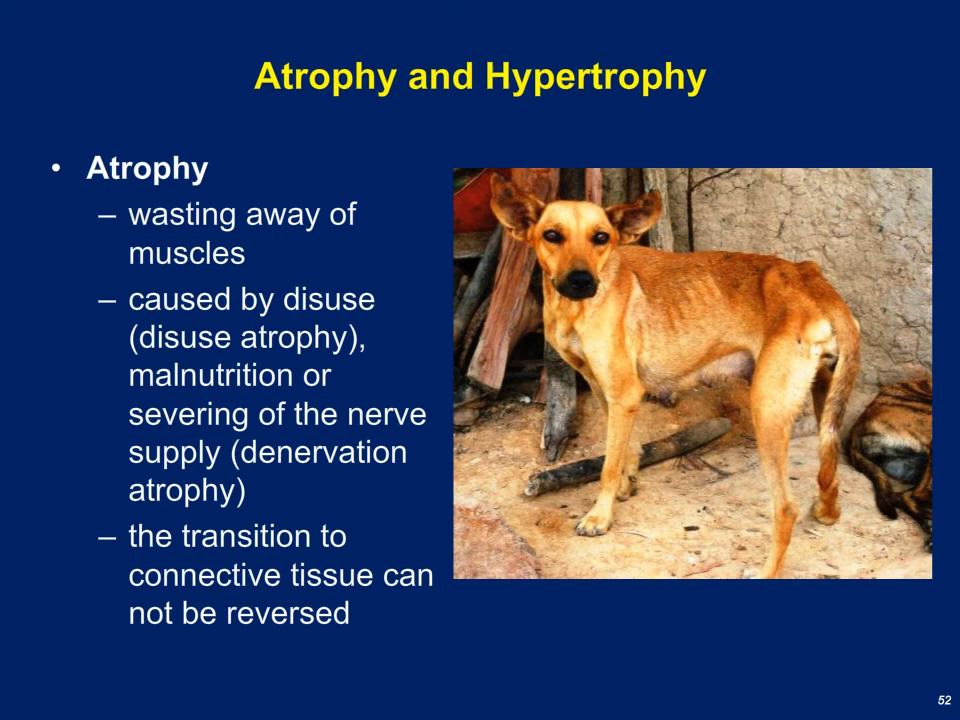 Atrophy and Hypertrophy
• Atrophy
– wasting away of
muscles
– caused by disuse
(disuse atrophy),
malnutrition or
severing of the nerve
supply (denervation
atrophy)
– the transition to
connective tissue can
not be reversed
52